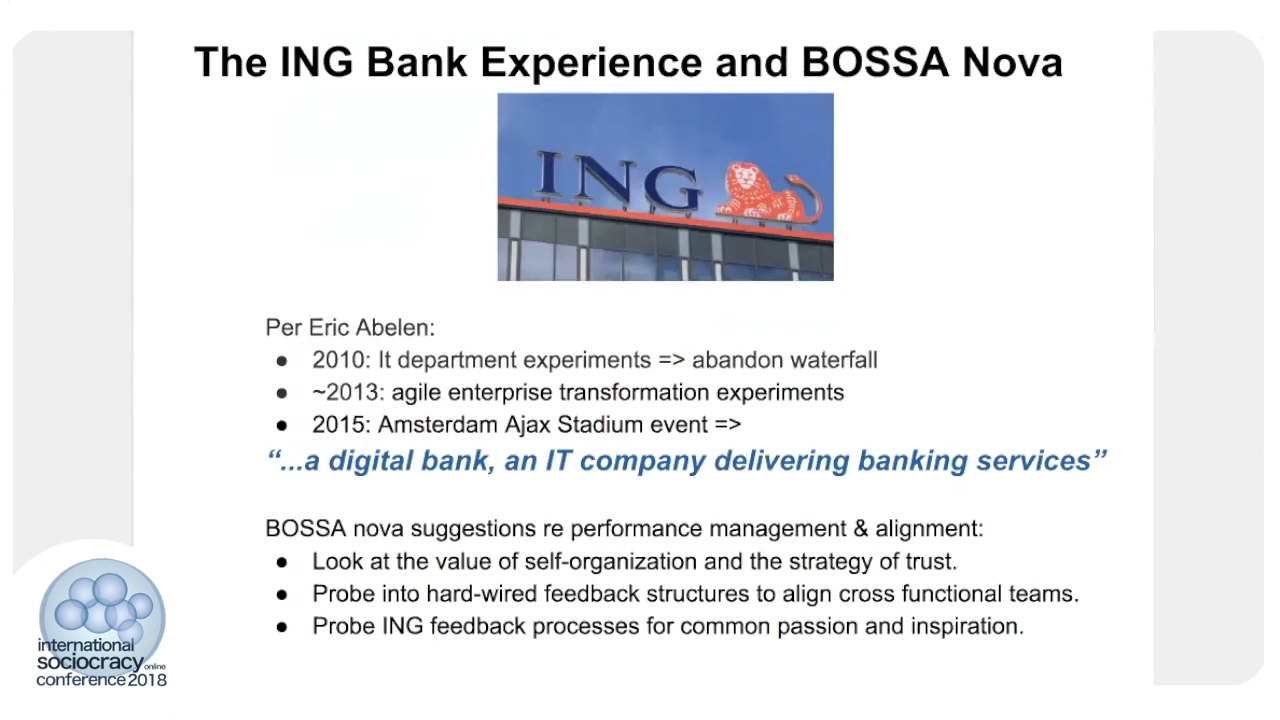 The ING Bank Experience and BOSSA Nova
ING
Per Eric Abelen:
● 2010: It department experiments => abandon waterfall
● ~2013: agile enterprise transformation experiments
● 2015: Amsterdam Ajax Stadium event =>
“...a digital bank, an IT company delivering banking services”
BOSSA nova suggestions re performance management & alignment:
● Look at the value of self-organization and the strategy of trust.
● Probe into hard-wired feedback structures to align cross functional teams.
● Probe ING feedback processes for common passion and inspiration.
international
sociocracy online
conference 2018